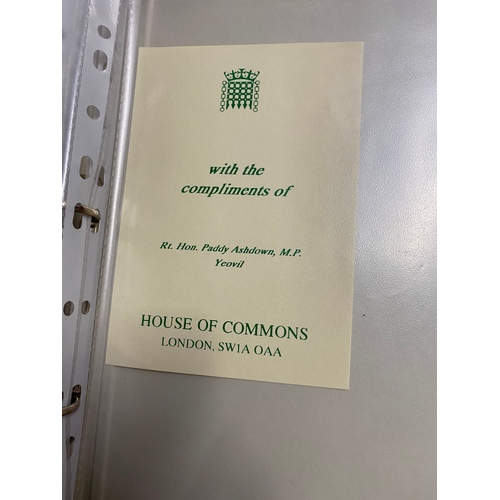 with the
compliments of
Rt. Hon. Paddy Ashdown, M.P.
Yeovil
HOUSE OF COMMONS
LONDON, SW1A OAA